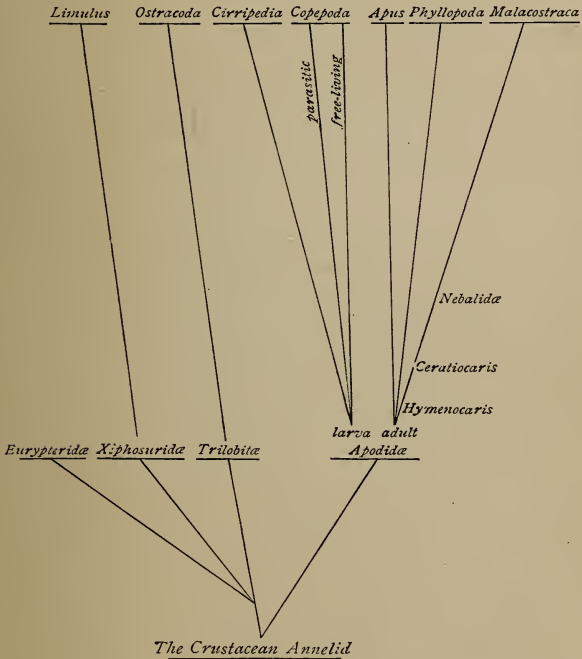 Limulus Ostracoda Cirripedia Copepoda Apus Phyllopoda Malacostraca
parasitic
free-living
Nebalidæ
Ceratiocaris
Hymenocaris
larva adult
Eurypteridæ Xiphosuridæ Trilobitæ Apodidæ
The Crustacean Annelid